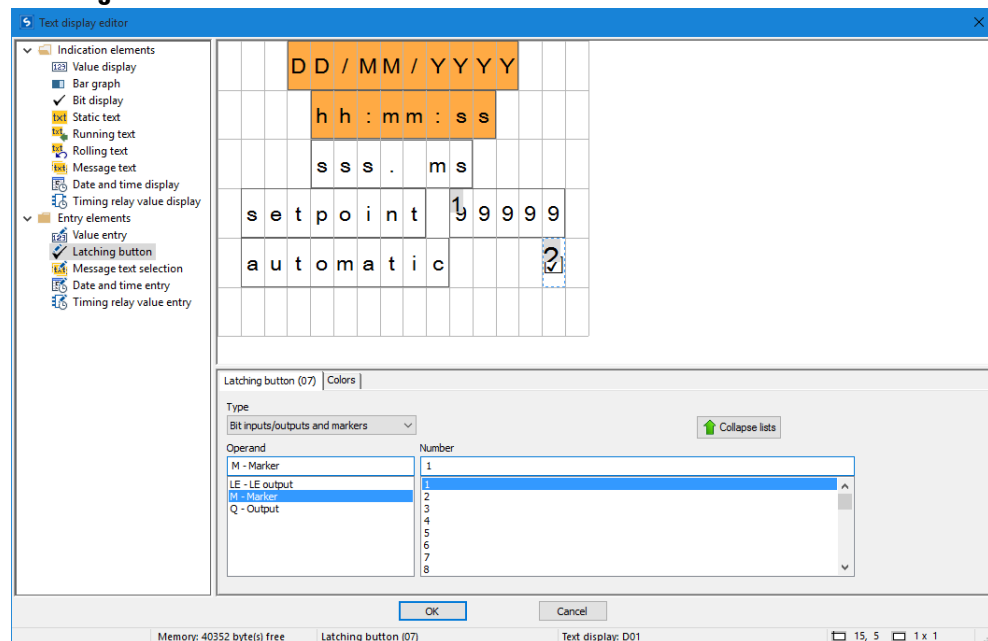 Text display editor
Indication elements
Value display
Bar graph
Bit display
Static text
Running text
Rolling text
Message text
Date and time display
Timing relay value display
Entry elements
Value entry
Latching button
Message text selection
Date and time entry
Timing relay value entry
DD/MM/YYYY
hh:mm:ss
sss. ms
setpoint 1 99999
automatic 2
Latching button (07) Colors
Type
Bit inputs/outputs and markers
Collapse lists
Operand Number
M - Marker 1
LE - LE output 1
M - Marker 2
Q - Output 3
4
5
6
7
8
OK Cancel
Memory: 40352 byte(s) free Latching button (07) Text display: D01 15, 5 1 x 1